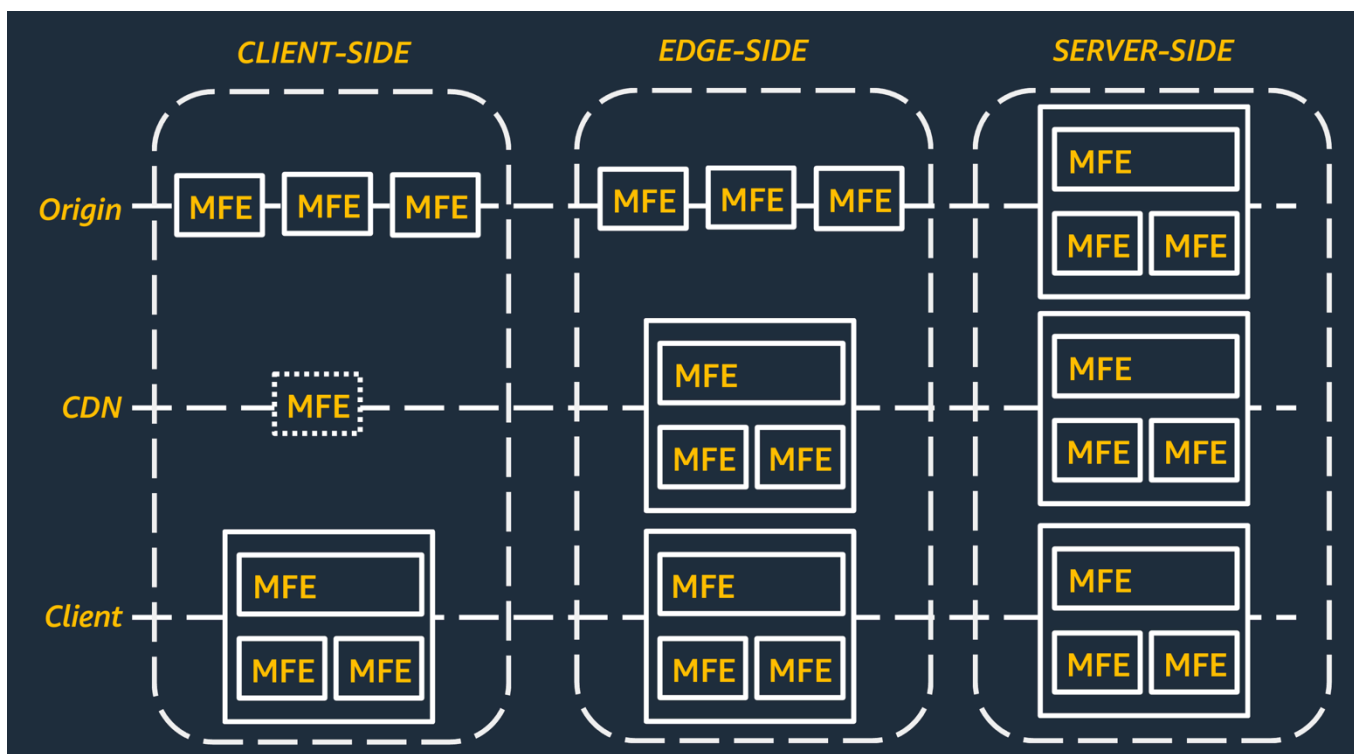 CLIENT-SIDE EDGE-SIDE SERVER-SIDE
MFE
Origin MFE MFE MFE MFE MFE MFE
MFE MFE
MFE
MFE
CDN MFE
MFE MFE MFE MFE
MFE MFE MFE
Client
MFE MFE MFE MFE MFE MFE